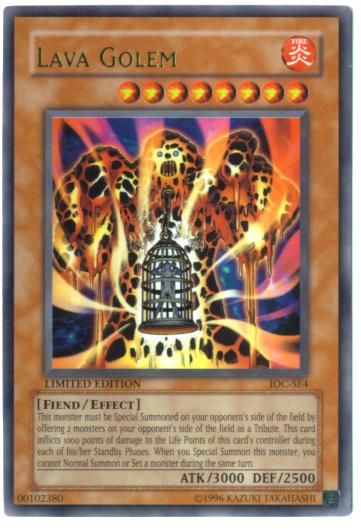 LAVA GOLEM
FIRE
炎
LIMITED EDITION IOC-SE4
[FIEND/EFFECT]
This monster must be Special Summoned on your opponent's side of the field by
offering 2 monsters on your opponent's side of the field as a Tribute. This card
inflicts 1000 points of damage to the Life Points of this card's controller during
each of his/her Standby Phases. When you Special Summon this monster, you
cannot Normal Summon or Set a monster during the same turn.
ATK/3000 DEF/2500
00102380 ©1996 KAZUKI TAKAHASHI